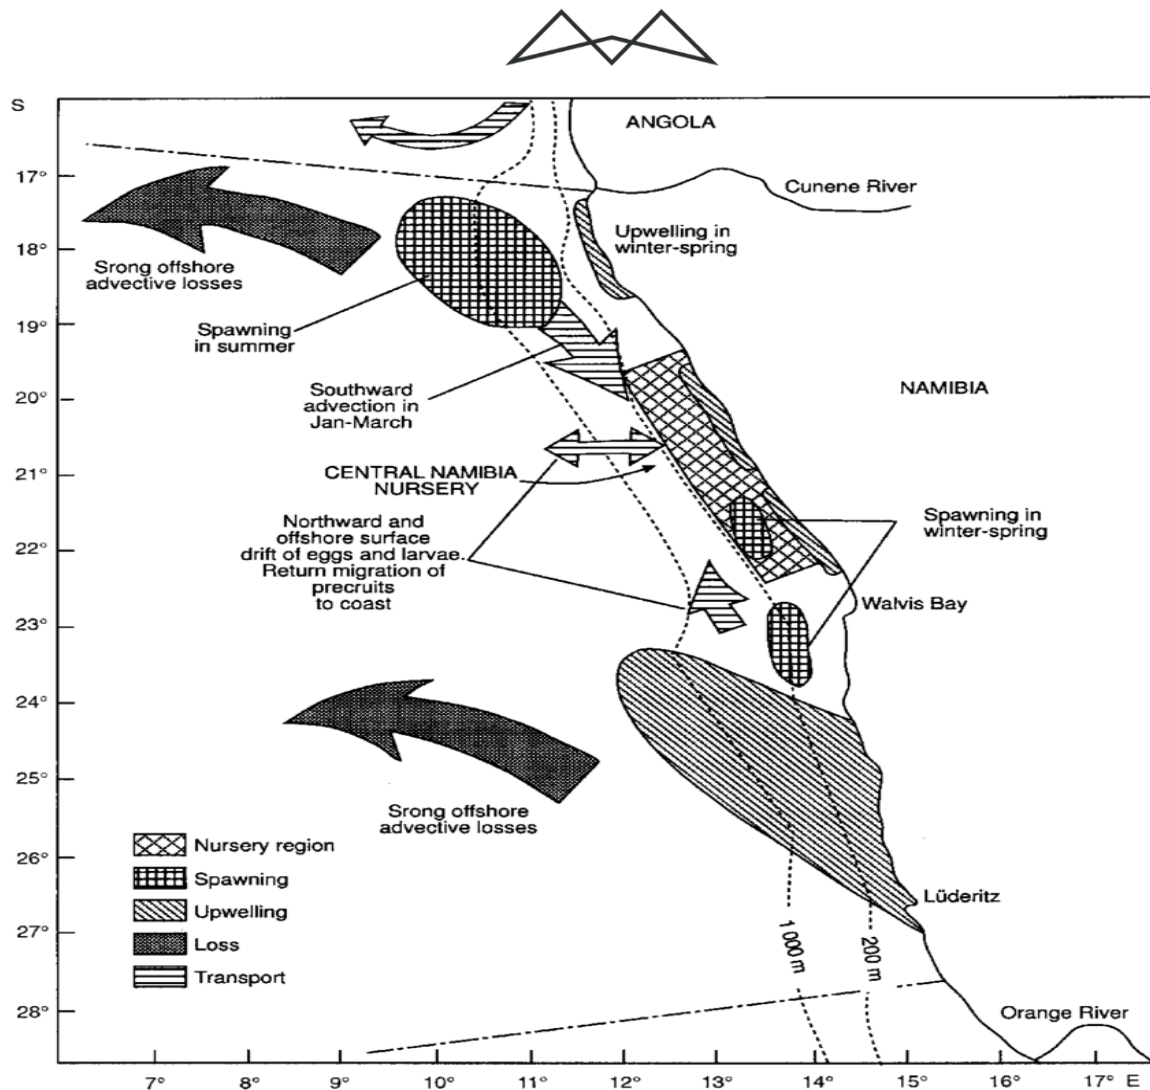 S
ANGOLA
17°
Cunene River
Upwelling in
winter-spring
18°
Srong offshore
advective losses
19°
Spawning
in summer
20°
NAMIBIA
Southward
advection in
Jan-March
21°
CENTRAL NAMIBIA
NURSERY
Northward and
offshore surface
drift of eggs and larvae.
Return migration of
precruits
to coast
Spawning in
winter-spring
22°
Walvis Bay
23°
24°
25°
Srong offshore
advective losses
26°
Nursery region
Spawning
Upwelling
Loss
Transport
Lüderitz
27°
1 000 m
200 m
28°
Orange River
7°
8°
9°
10°
11°
12°
13°
14°
15°
16°
17° E